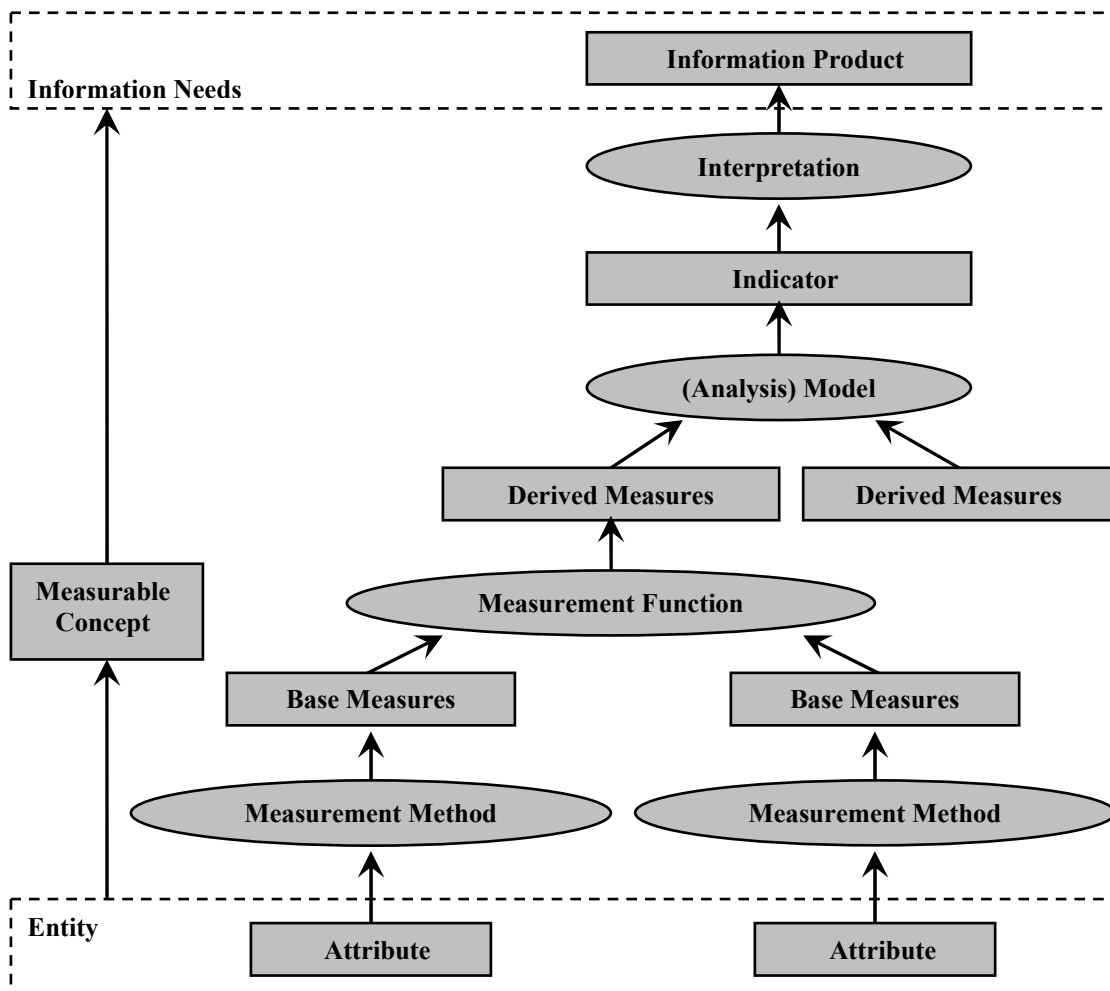 Information Product
Information Needs
Interpretation
Indicator
(Analysis) Model
Derived Measures
Derived Measures
Measurable
Concept
Measurement Function
Base Measures
Base Measures
Measurement Method
Measurement Method
Entity
Attribute
Attribute